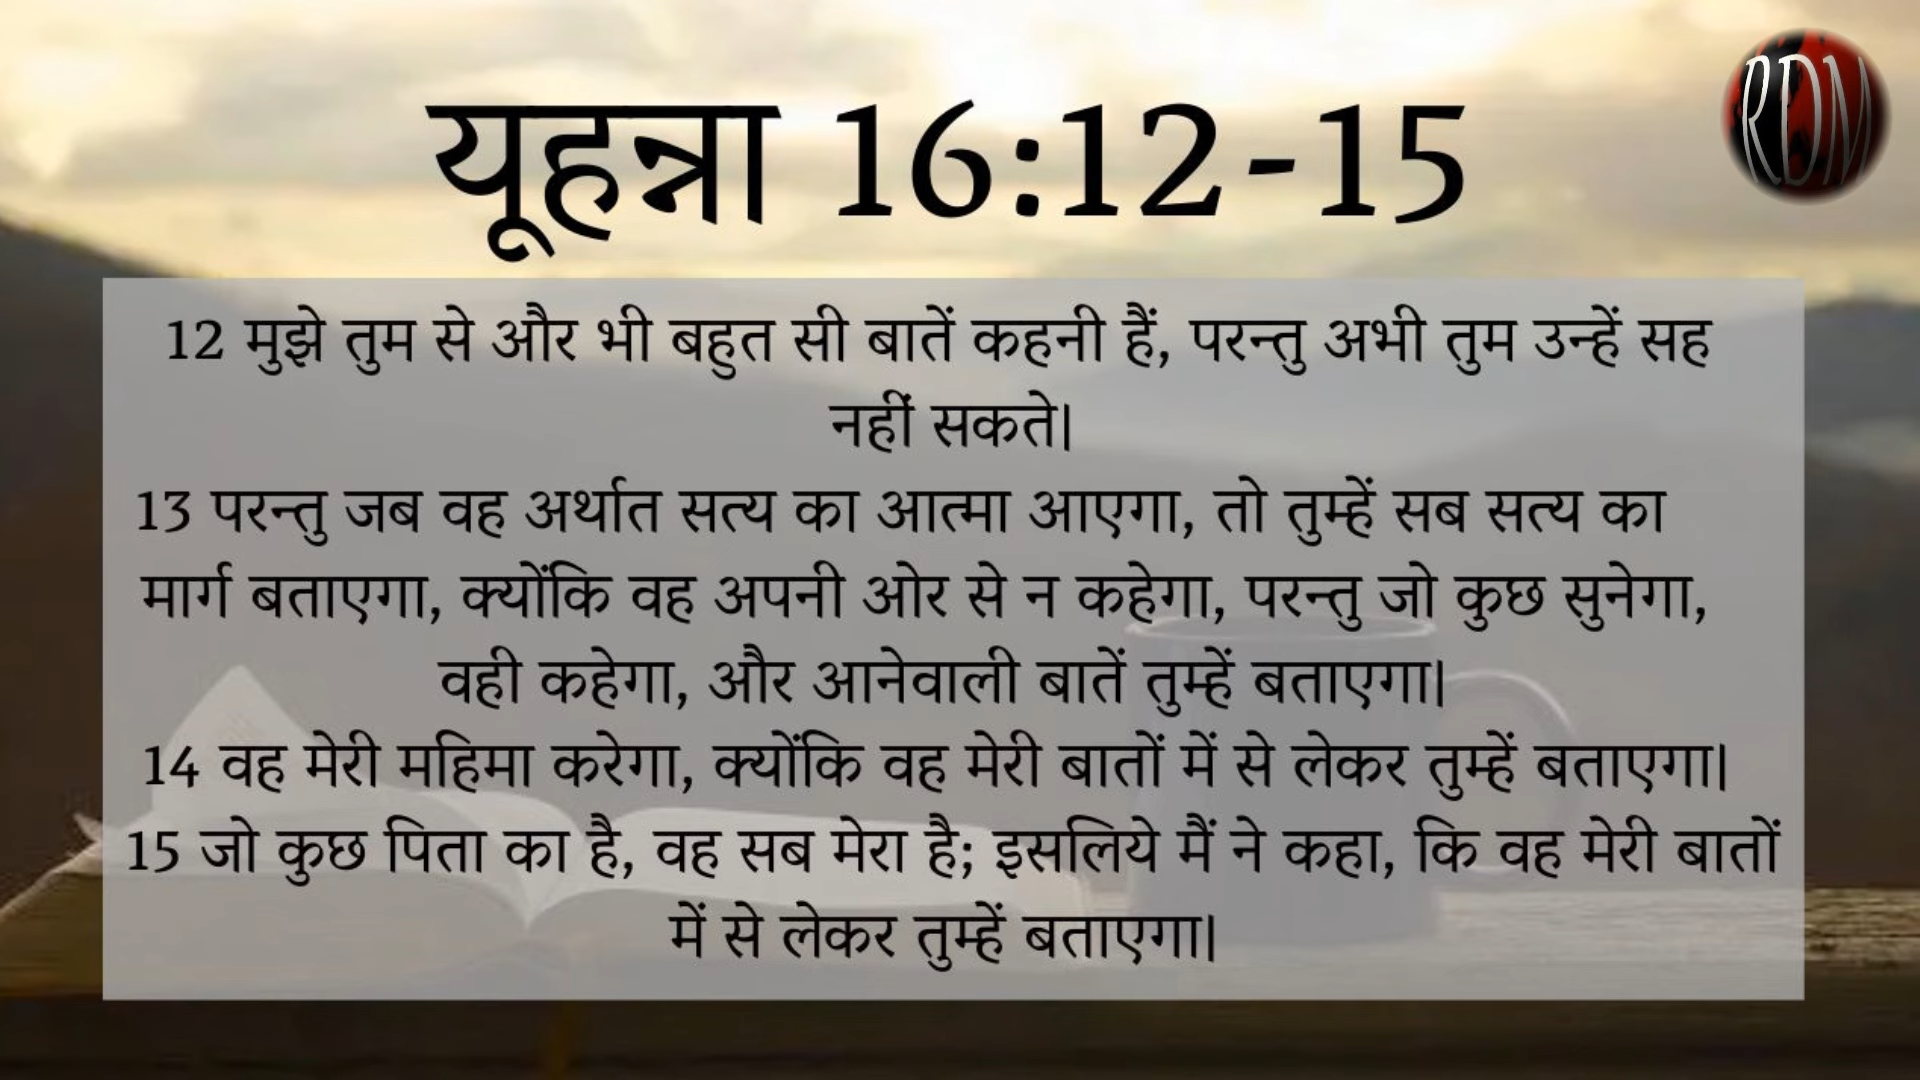 यूहन्ना 16:12-15
RDM
12 मुझे तुम से और भी बहुत सी बातें कहनी हैं, परन्तु अभी तुम उन्हें सह
नहीं सकते।
13 परन्तु जब वह अर्थात सत्य का आत्मा आएगा, तो तुम्हें सब सत्य का
मार्ग बताएगा, क्योंकि वह अपनी ओर से न कहेगा, परन्तु जो कुछ सुनेगा,
वही कहेगा, और आनेवाली बातें तुम्हें बताएगा।
14 वह मेरी महिमा करेगा, क्योंकि वह मेरी बातों में से लेकर तुम्हें बताएगा।
15 जो कुछ पिता का है, वह सब मेरा है; इसलिये मैं ने कहा, कि वह मेरी बातों
में से लेकर तुम्हें बताएगा।